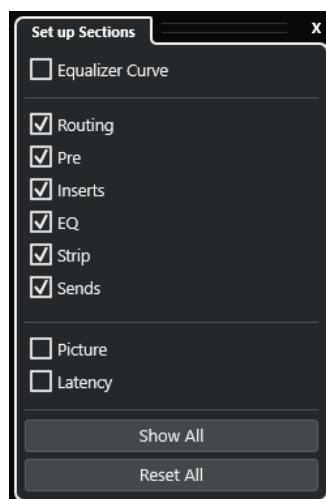 Set up Sections
X
Equalizer Curve
Routing
Pre
Inserts
EQ
Strip
Sends
Picture
Latency
Show All
Reset All